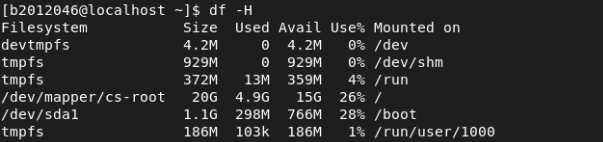 [b2012046@localhost ~]$ df -H
Filesystem Size Used Avail Use% Mounted on
devtmpfs 4.2M 0 4.2M 0% /dev
tmpfs 929M 0 929M 0% /dev/shm
tmpfs 372M 13M 359M 4% /run
/dev/mapper/cs-root 20G 4.9G 15G 26% /
/dev/sda1 1.1G 298M 766M 28% /boot
tmpfs 186M 103k 186M 1% /run/user/1000